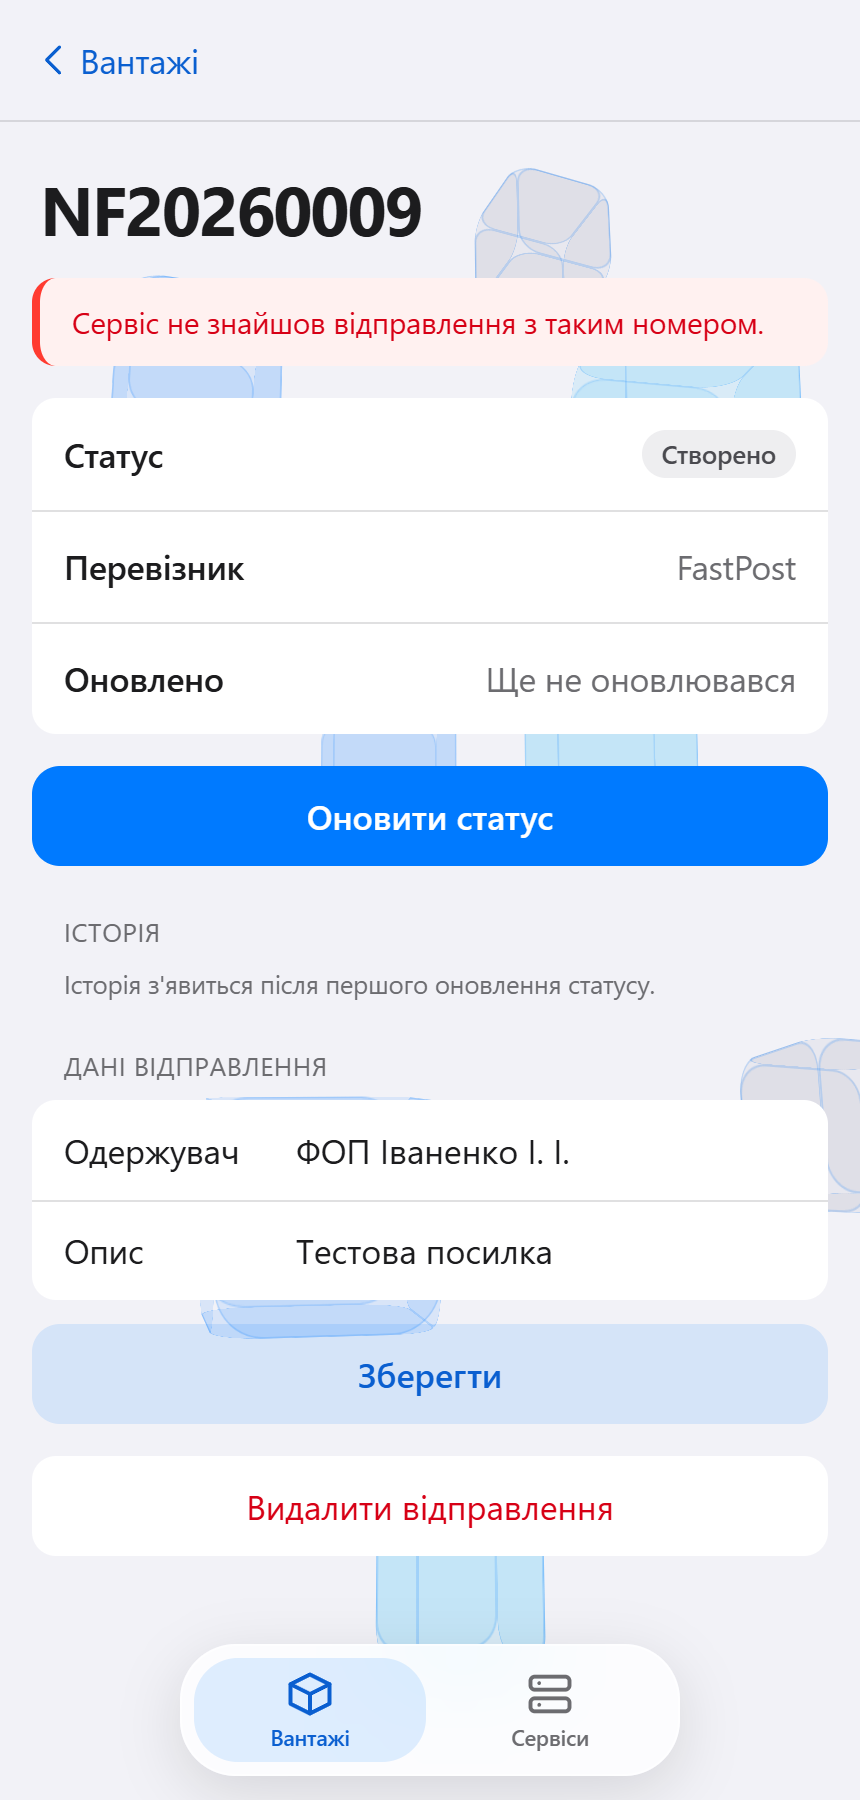 Вантажі
NF20260009
Сервіс не знайшов відправлення з таким номером.
Статус Створено
Перевізник FastPost
Оновлено Ще не оновлювався
Оновити статус
ІСТОРІЯ
Історія з'явиться після першого оновлення статусу.
ДАНІ ВІДПРАВЛЕННЯ
Одержувач ФОП Іваненко І. І.
Опис Тестова посилка
Зберегти
Видалити відправлення
Вантажі Сервіси